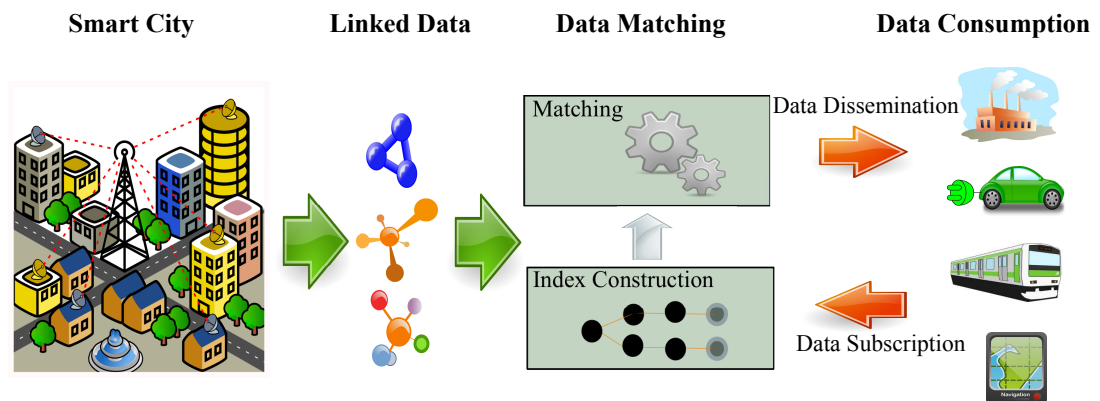 Smart City
Linked Data
Data Matching
Data Consumption
Matching
Data Dissemination
Index Construction
Data Subscription
Navigation